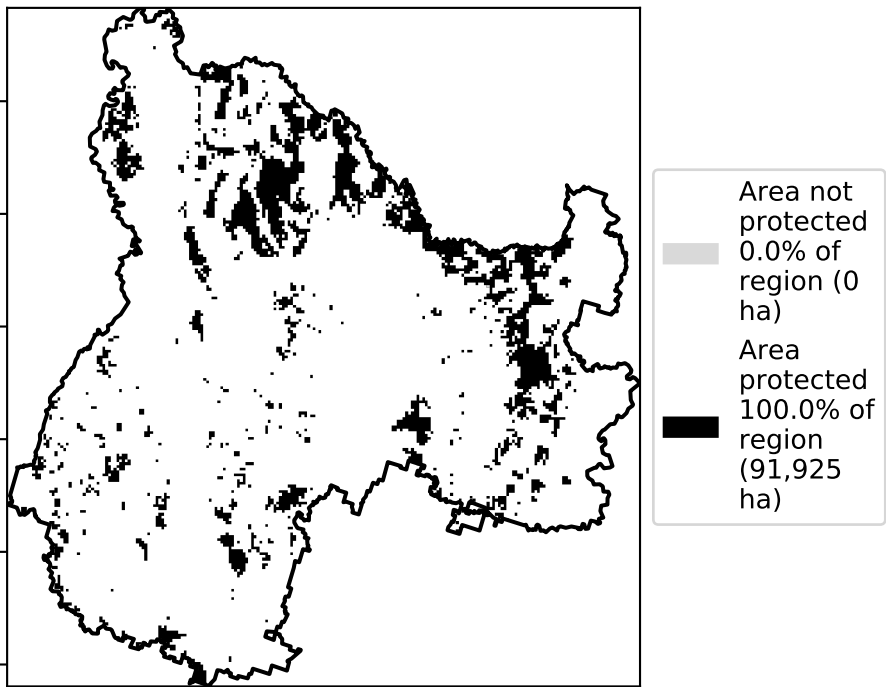 Area not
protected
0.0% of
region (0
ha)
Area
protected
100.0% of
region
(91,925
ha)